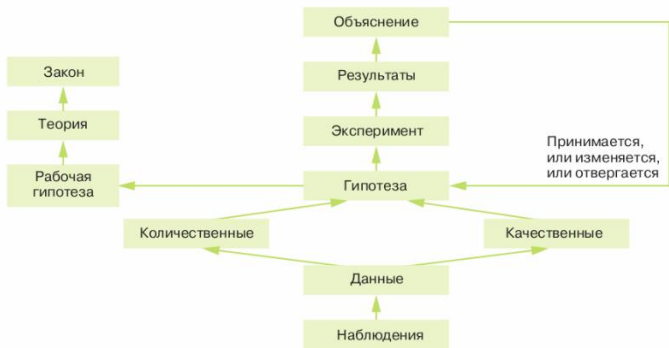 Объяснение
Закон
Результаты
Теория
Эксперимент
Принимается,
или изменяется,
или отвергается
Рабочая
гипотеза
Гипотеза
Количественные
Качественные
Данные
Наблюдения